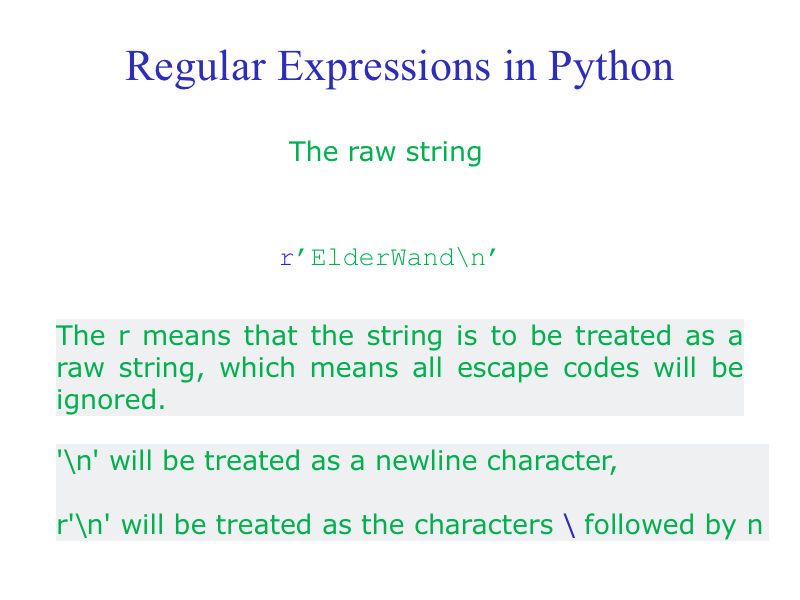 Regular Expressions in Python
The raw string
r’ElderWand\n’
The r means that the string is to be treated as a
raw string, which means all escape codes will be
ignored.
'\n' will be treated as a newline character,
r'\n' will be treated as the characters \ followed by n